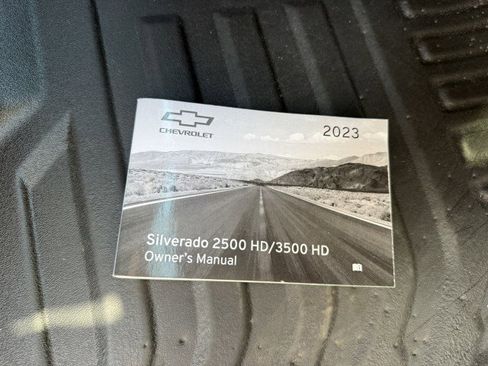 CHEVROLET
2023
Silverado 2500 HD/3500 HD
Owner's Manual